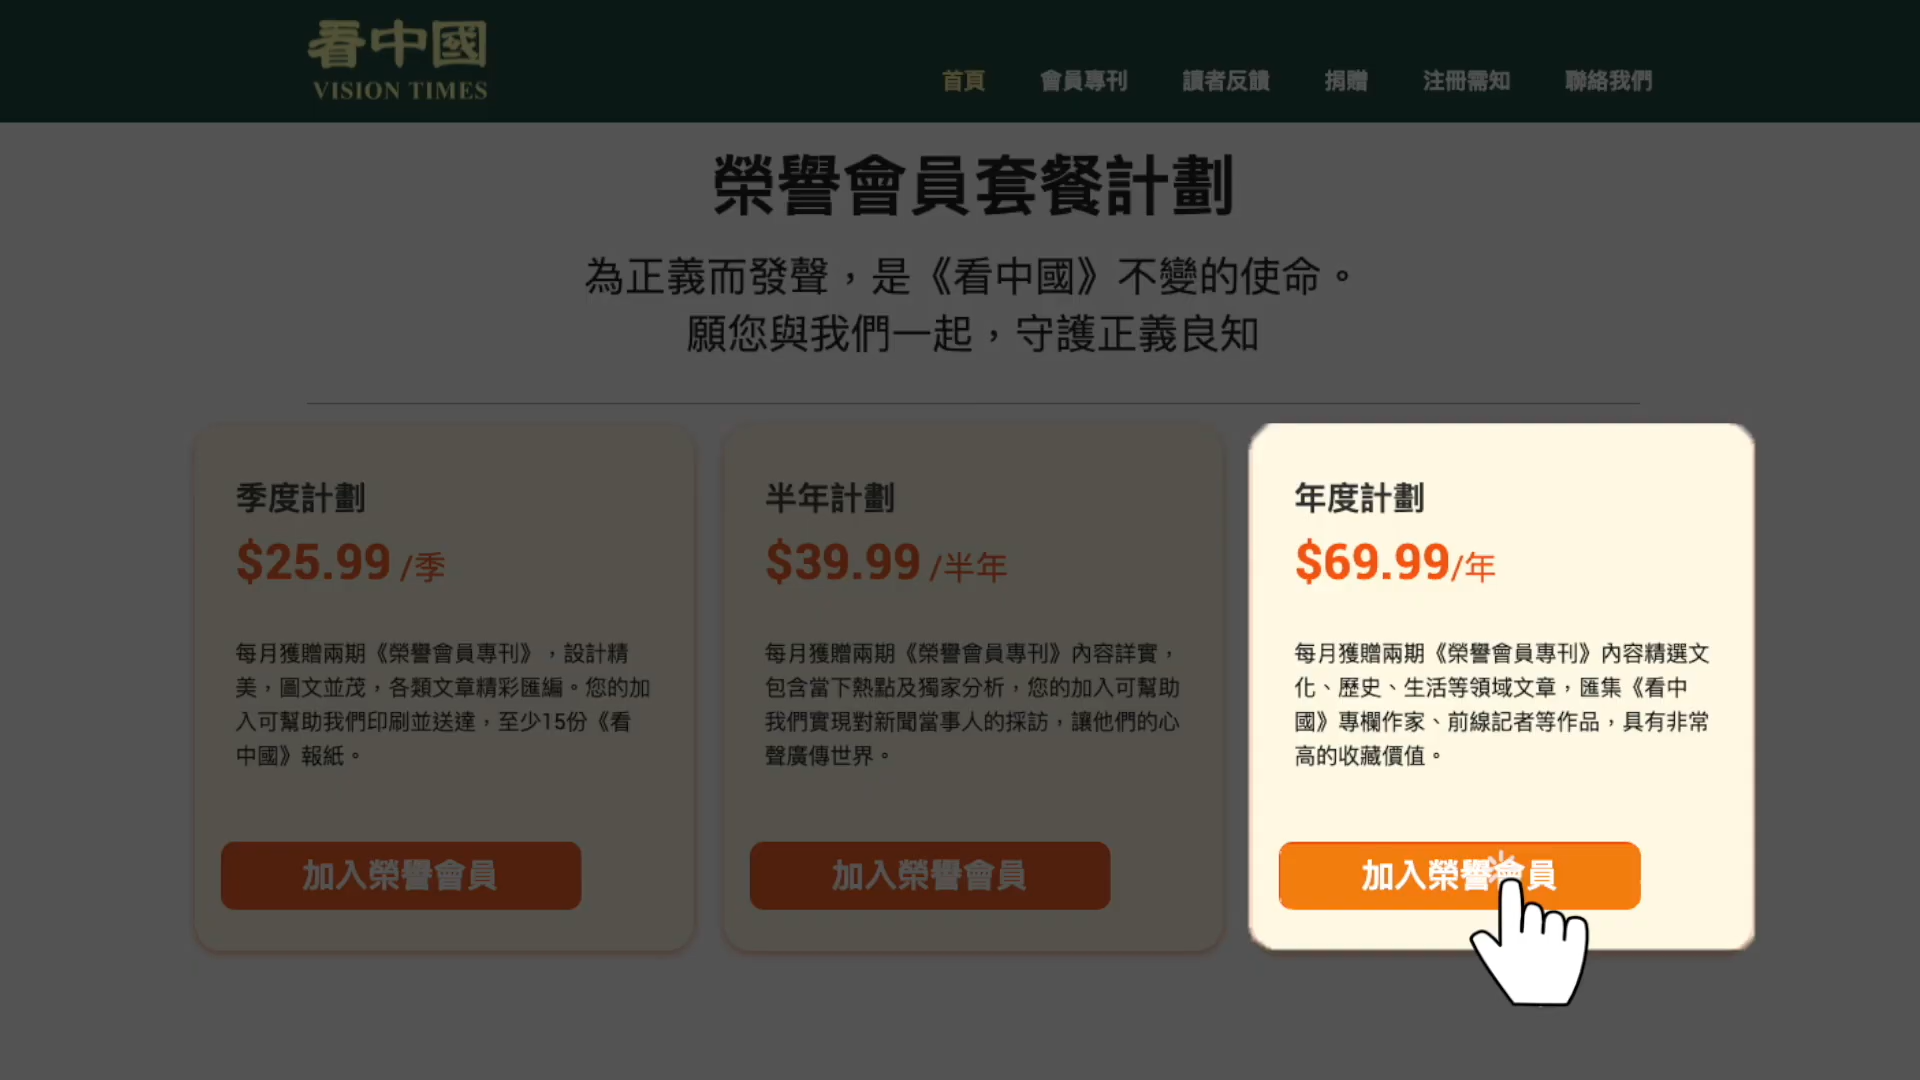 看中國
VISION TIMES
首頁 會員專刊 讀者反饋 捐贈 注冊需知 聯絡我們
榮譽會員套餐計劃
為正義而發聲，是《看中國》不變的使命。
願您與我們一起，守護正義良知
季度計劃
$25.99 /季
每月獲贈兩期《榮譽會員專刊》，設計精
美，圖文並茂，各類文章精彩匯編。您的加
入可幫助我們印刷並送達，至少15份《看
中國》報紙。
加入榮譽會員
半年計劃
$39.99 /半年
每月獲贈兩期《榮譽會員專刊》內容詳實，
包含當下熱點及獨家分析，您的加入可幫助
我們實現對新聞當事人的採訪，讓他們的心
聲廣傳世界。
加入榮譽會員
年度計劃
$69.99/年
每月獲贈兩期《榮譽會員專刊》內容精選文
化、歷史、生活等領域文章，匯集《看中
國》專欄作家、前線記者等作品，具有非常
高的收藏價值。
加入榮譽會員